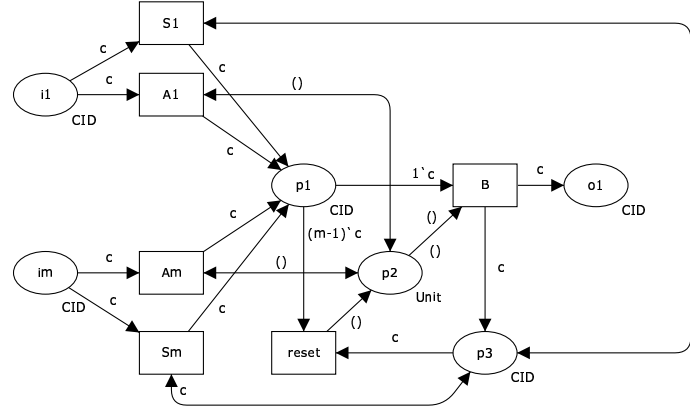 S1
c
c
i1
c
A1
()
CID
c
p1
1`c
B
c
o1
CID
CID
c
()
(m-1)`c
()
im
c
Am
()
p2
c
CID
c
c
Unit
()
Sm
reset
c
p3
CID
c